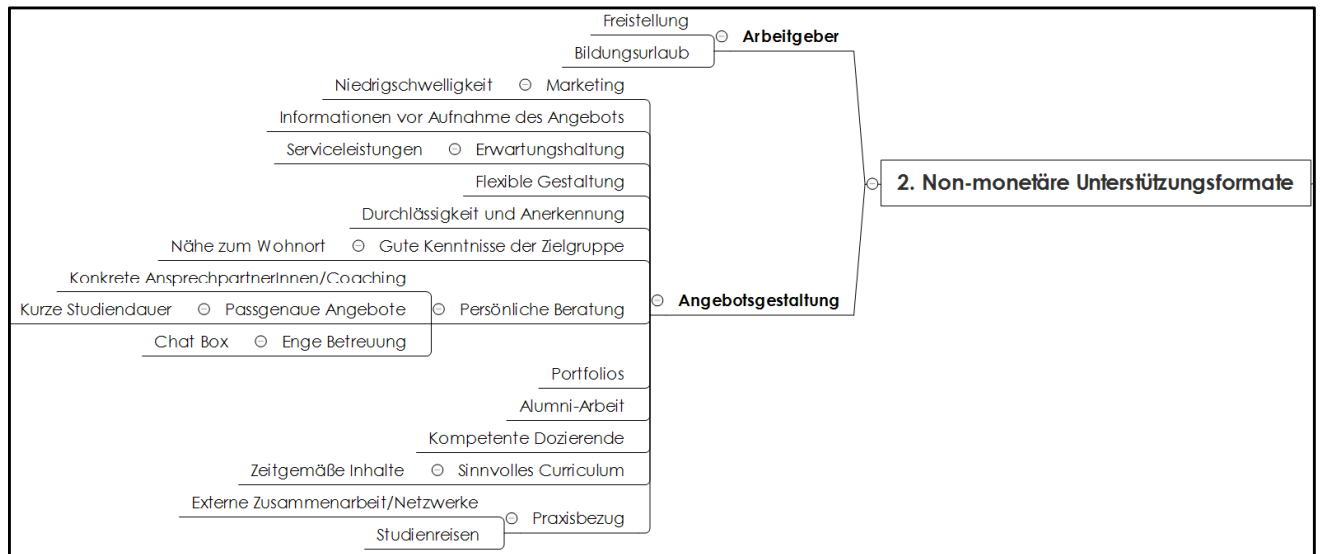 Freistellung
Arbeitgeber
Bildungsurlaub
Niedrigschwelligkeit Marketing
Informationen vor Aufnahme des Angebots
Serviceleistungen Erwartungshaltung
Flexible Gestaltung
2. Non-monetäre Unterstützungsformate
Durchlässigkeit und Anerkennung
Nähe zum Wohnort Gute Kenntnisse der Zielgruppe
Konkrete AnsprechpartnerInnen/Coaching
Angebotsgestaltung
Kurze Studiendauer Passgenaue Angebote Persönliche Beratung
Chat Box Enge Betreuung
Portfolios
Alumni-Arbeit
Kompetente Dozierende
Zeitgemäße Inhalte Sinnvolles Curriculum
Externe Zusammenarbeit/Netzwerke
Praxisbezug
Studienreisen